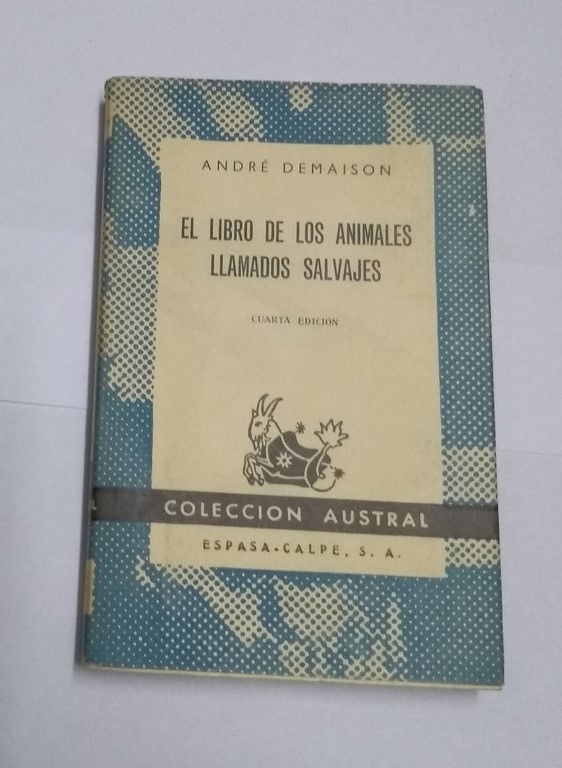 ANDRÉ DEMAISON
EL LIBRO DE LOS ANIMALES
LLAMADOS SALVAJES
CUARTA EDICIÓN
COLECCION AUSTRAL
ESPASA-CALPE, S. A.